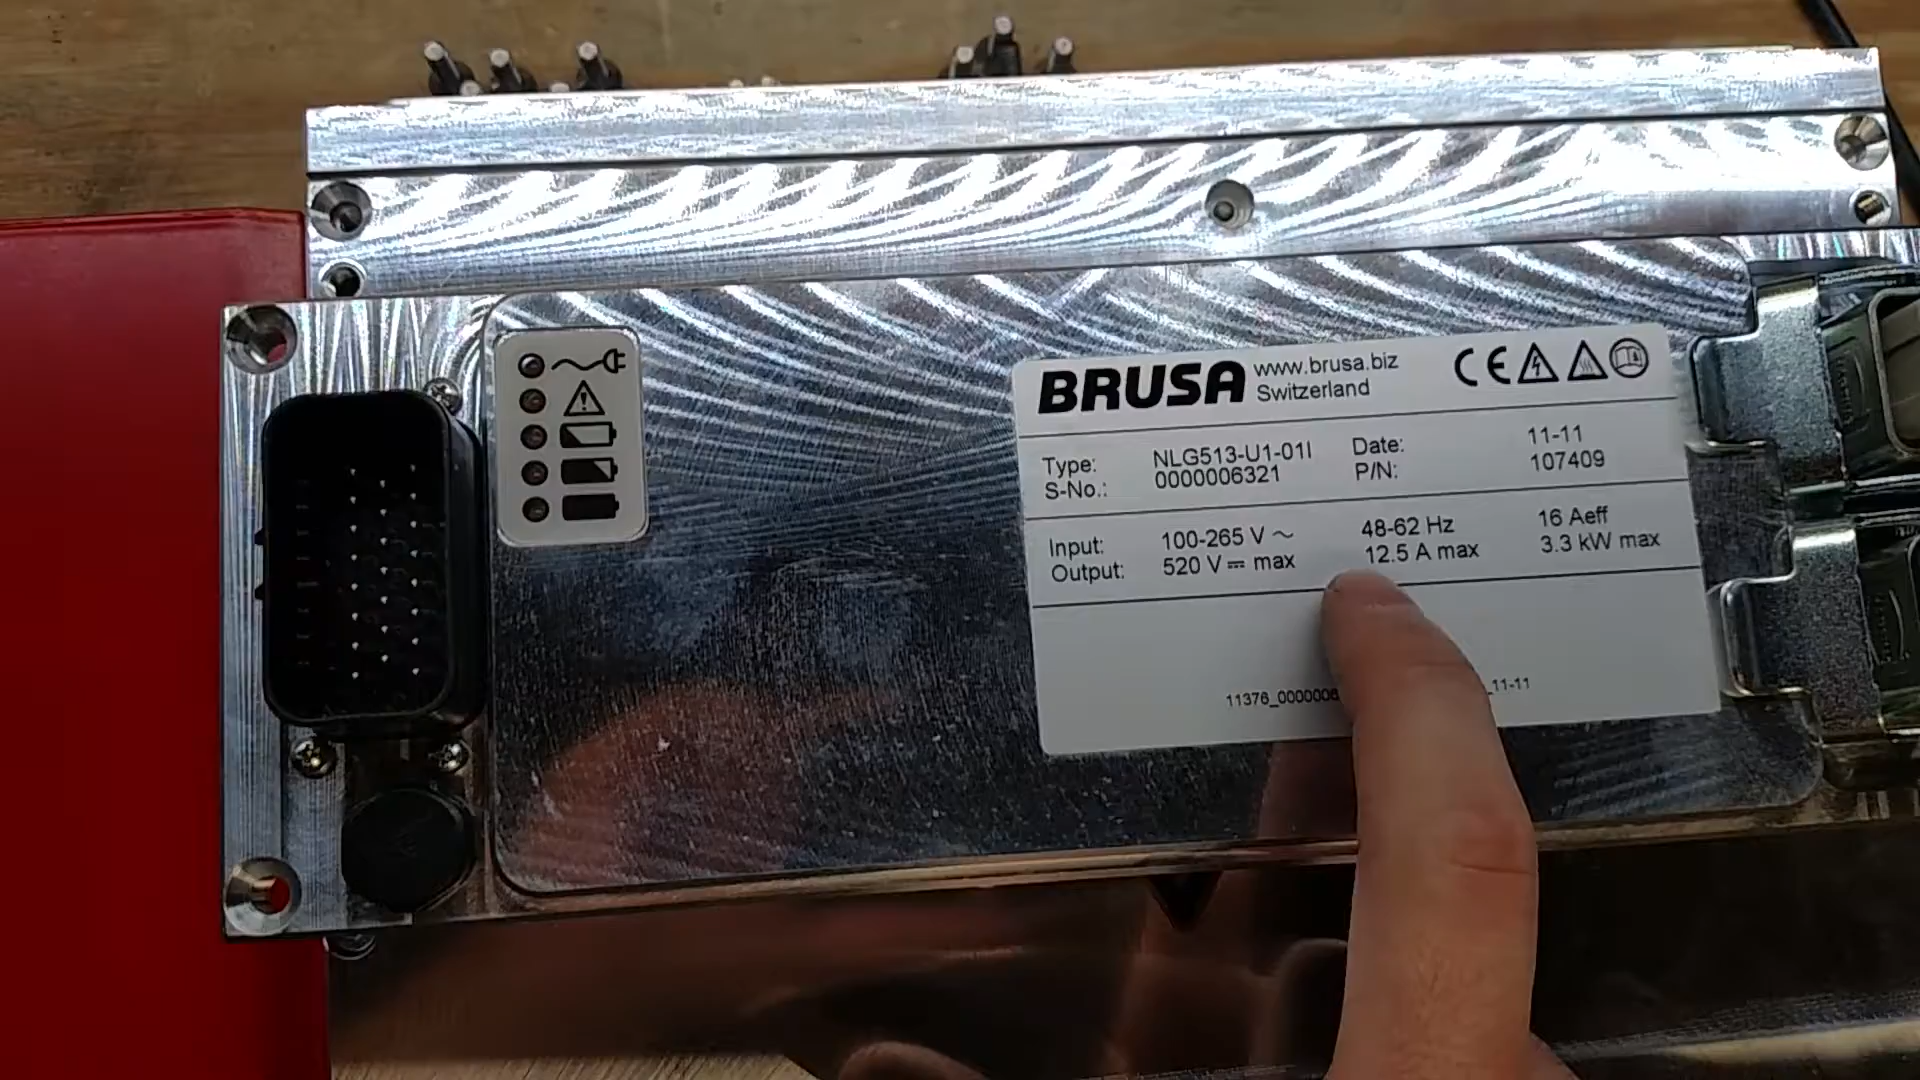 BRUSA www.brusa.biz
Switzerland
CE
Type: NLG513-U1-01I Date: 11-11
S-No.: 0000006321 P/N: 107409
Input: 100-265 V ~ 48-62 Hz 16 Aeff
Output: 520 V ⎓ max 12.5 A max 3.3 kW max
11376_000000 _11-11